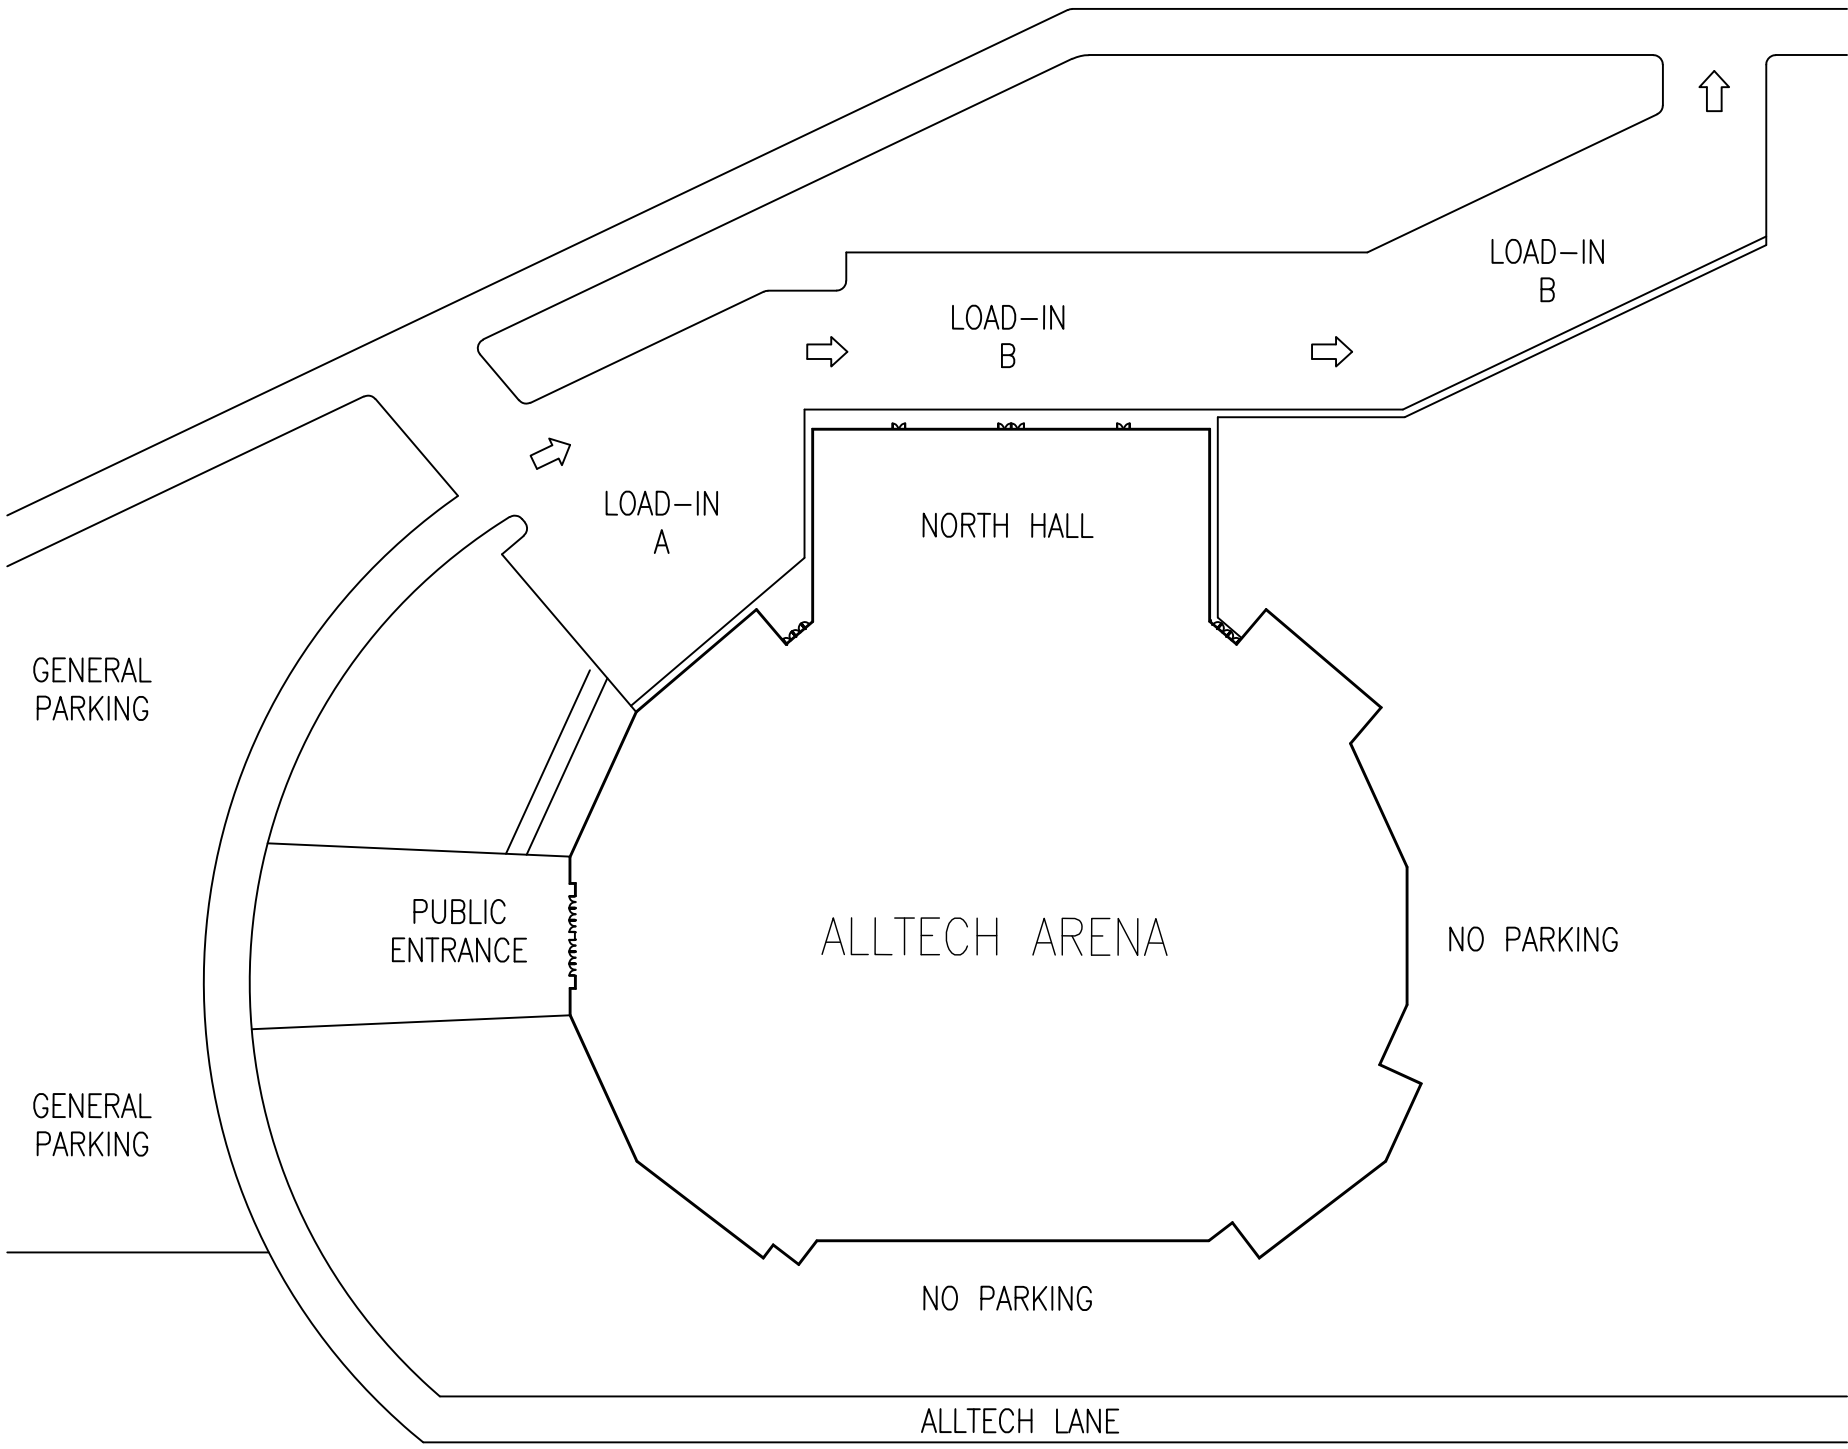 LOAD-IN
B
LOAD-IN
B
LOAD-IN
A
NORTH HALL
GENERAL
PARKING
PUBLIC
ENTRANCE
ALLTECH ARENA
NO PARKING
GENERAL
PARKING
NO PARKING
ALLTECH LANE